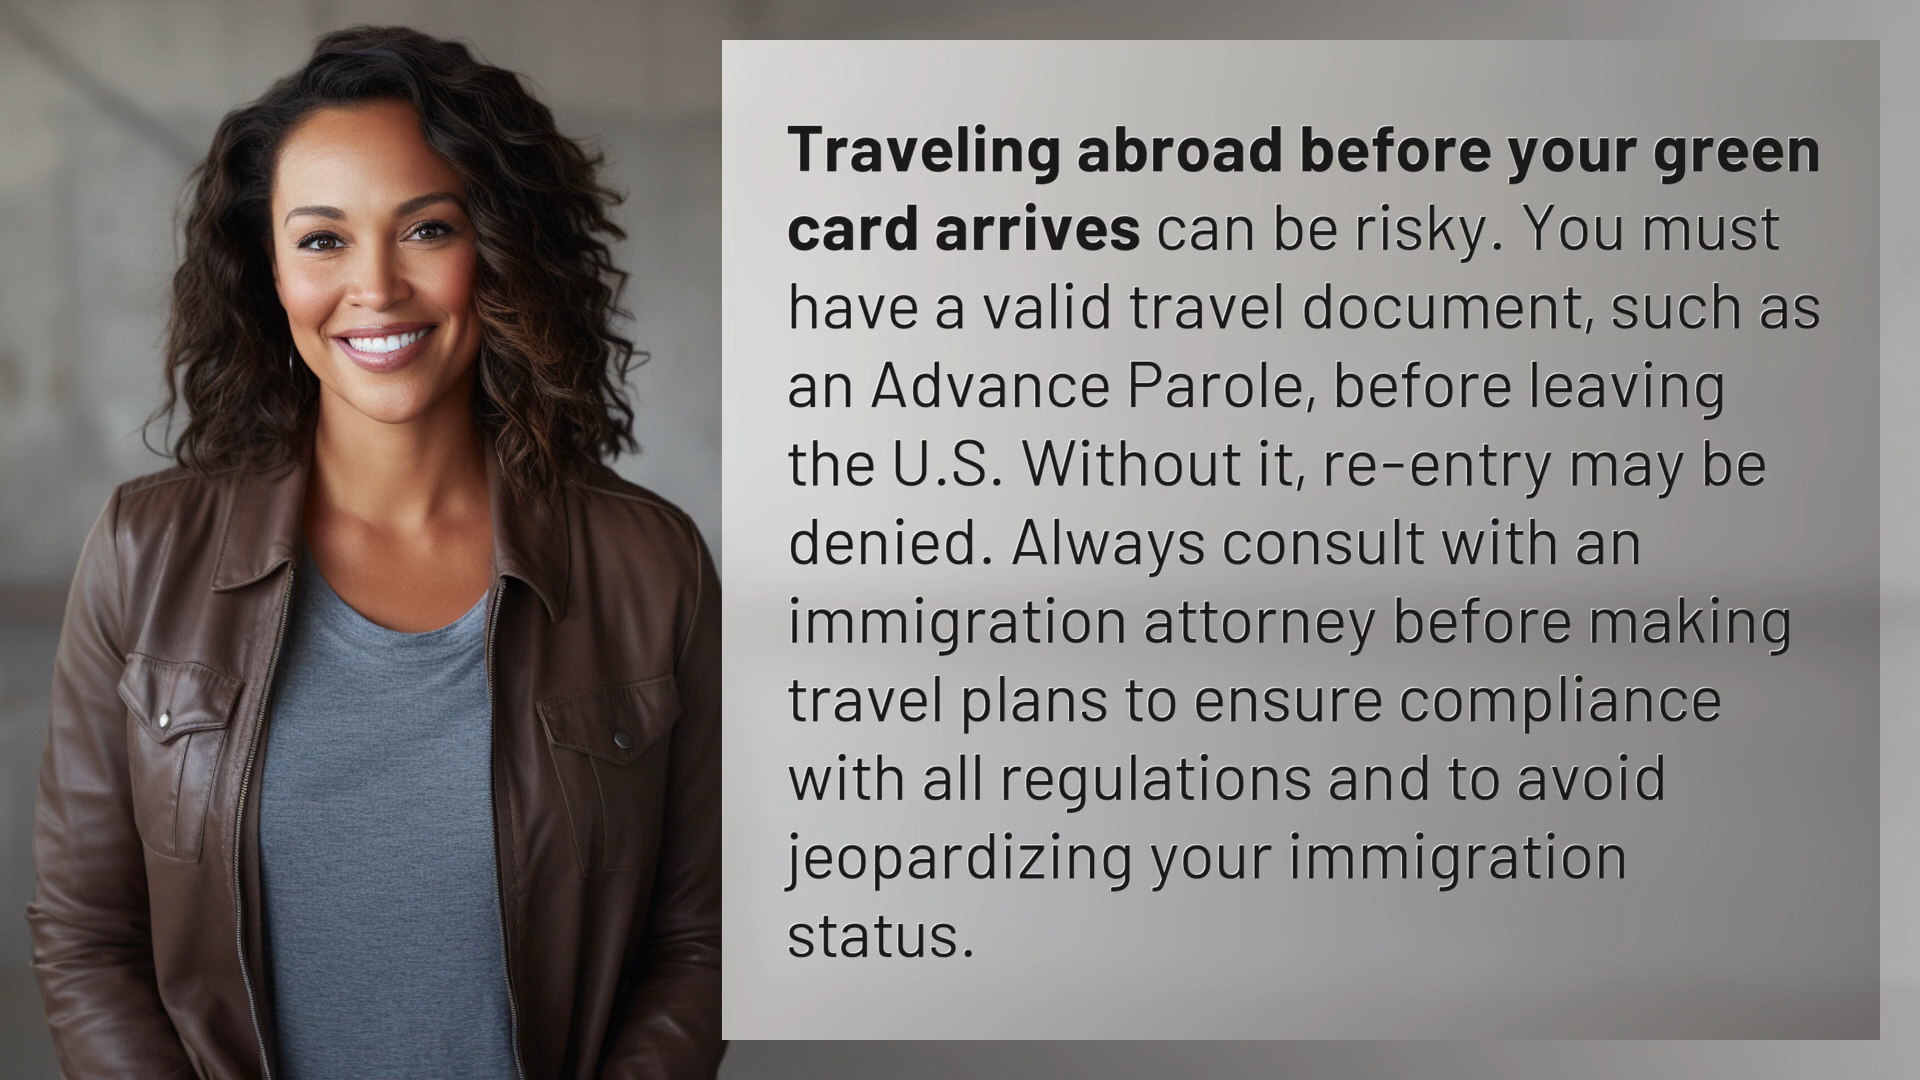 Traveling abroad before your green
card arrives can be risky. You must
have a valid travel document, such as
an Advance Parole, before leaving
the U.S. Without it, re-entry may be
denied. Always consult with an
immigration attorney before making
travel plans to ensure compliance
with all regulations and to avoid
jeopardizing your immigration
status.